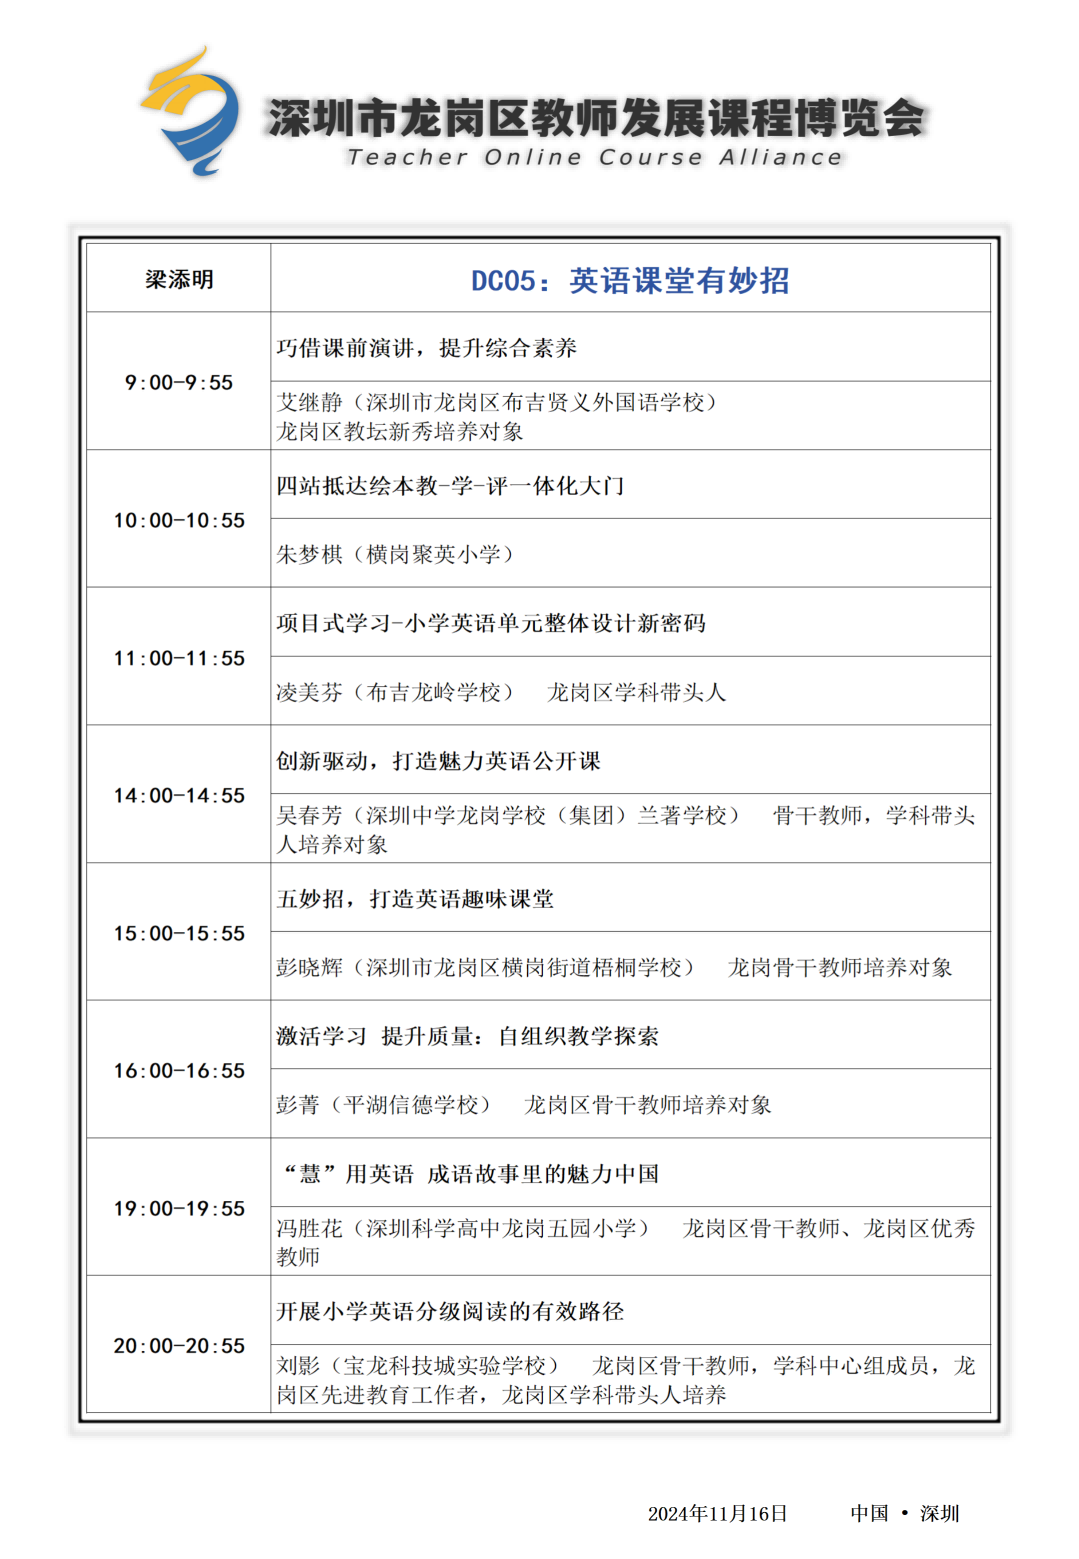 深圳市龙岗区教师发展课程博览会
Teacher Online Course Alliance
梁添明
DC05：英语课堂有妙招
9:00-9:55
巧借课前演讲，提升综合素养
艾继静（深圳市龙岗区布吉贤义外国语学校）
龙岗区教坛新秀培养对象
10:00-10:55
四站抵达绘本教-学-评一体化大门
朱梦棋（横岗聚英小学）
11:00-11:55
项目式学习-小学英语单元整体设计新密码
凌美芬（布吉龙岭学校） 龙岗区学科带头人
14:00-14:55
创新驱动，打造魅力英语公开课
吴春芳（深圳中学龙岗学校（集团）兰著学校） 骨干教师，学科带头
人培养对象
15:00-15:55
五妙招，打造英语趣味课堂
彭晓辉（深圳市龙岗区横岗街道梧桐学校） 龙岗骨干教师培养对象
16:00-16:55
激活学习 提升质量：自组织教学探索
彭菁（平湖信德学校） 龙岗区骨干教师培养对象
19:00-19:55
“慧”用英语 成语故事里的魅力中国
冯胜花（深圳科学高中龙岗五园小学） 龙岗区骨干教师、龙岗区优秀
教师
20:00-20:55
开展小学英语分级阅读的有效路径
刘影（宝龙科技城实验学校） 龙岗区骨干教师，学科中心组成员，龙
岗区先进教育工作者，龙岗区学科带头人培养
2024年11月16日 中国 • 深圳